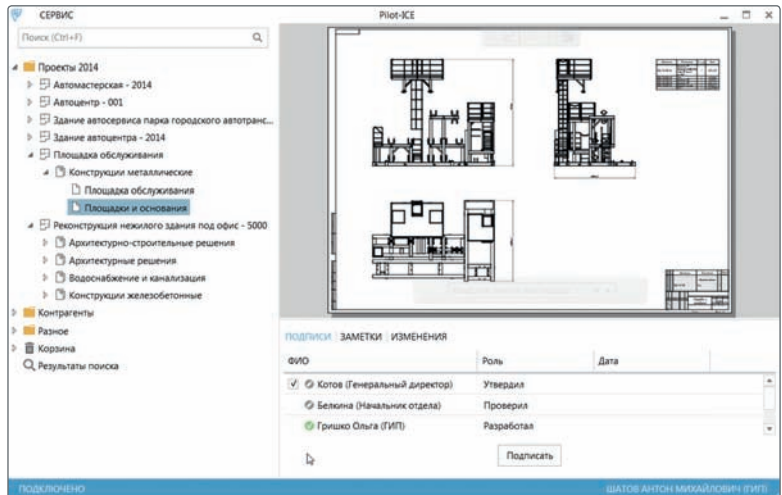 СЕРВИС
Pilot-ICE
Поиск (Ctrl+F)
Проекты 2014
Автомастерская - 2014
Автоцентр - 001
Здание автосервиса парка городского автотранс...
Здание автоцентра - 2014
Площадка обслуживания
Конструкции металлические
Площадка обслуживания
Площадки и основания
Реконструкция нежилого здания под офис - 5000
Архитектурно-строительные решения
Архитектурные решения
Водоснабжение и канализация
Конструкции железобетонные
Контрагенты
Разное
Корзина
Результаты поиска
ПОДПИСИ ЗАМЕТКИ ИЗМЕНЕНИЯ
ФИО Роль Дата
Котов (Генеральный директор) Утвердил
Белкина (Начальник отдела) Проверил
Гришко Ольга (ГИП) Разработал
Подписать
ПОДКЛЮЧЕНО
ШАТОВ АНТОН МИХАЙЛОВИЧ (ГИП)